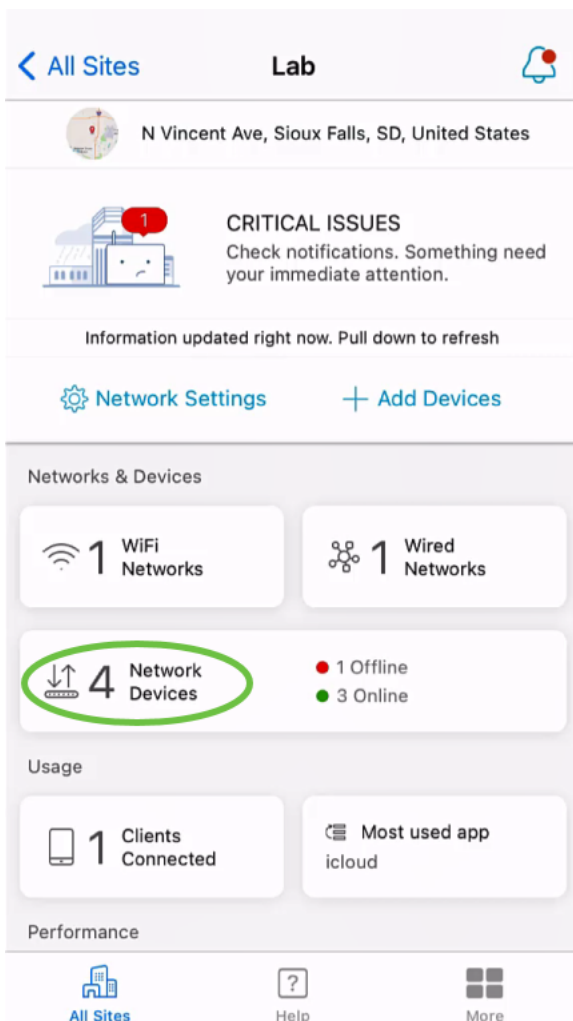 All Sites
Lab
N Vincent Ave, Sioux Falls, SD, United States
1
CRITICAL ISSUES
Check notifications. Something need
your immediate attention.
Information updated right now. Pull down to refresh
Network Settings
Add Devices
Networks & Devices
1 WiFi
Networks
1 Wired
Networks
4 Network
Devices
1 Offline
3 Online
Usage
1 Clients
Connected
Most used app
icloud
Performance
All Sites
?
Help
More